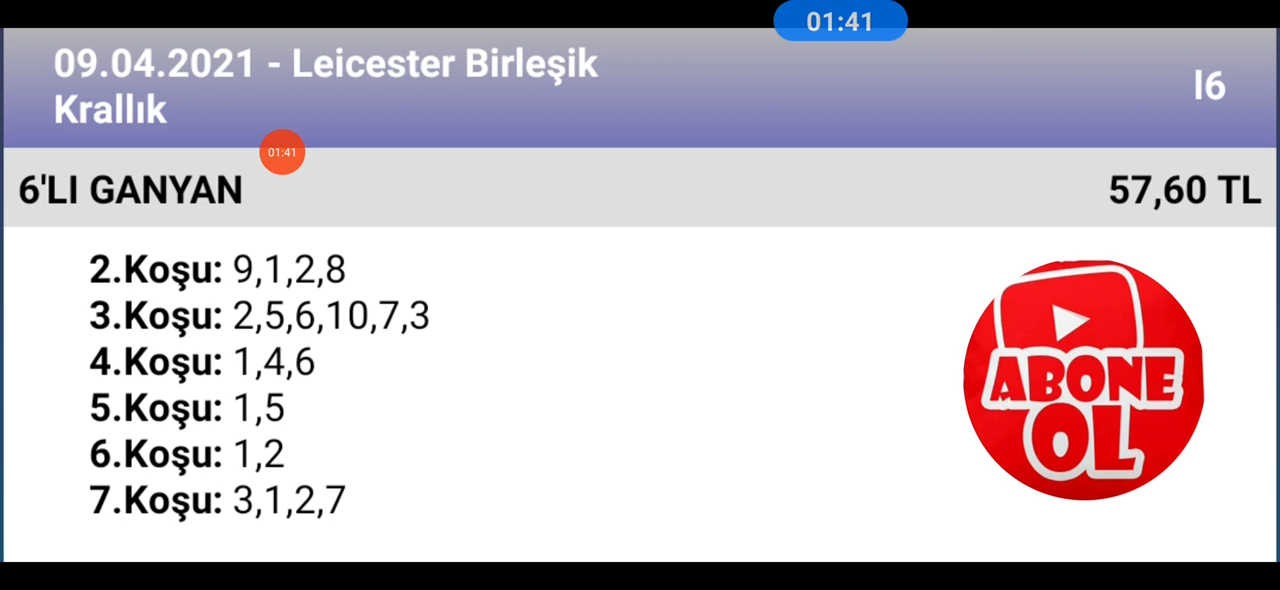 01:41
09.04.2021 - Leicester Birleşik
Krallık
l6
01:41
6'LI GANYAN
57,60 TL
2.Koşu: 9,1,2,8
3.Koşu: 2,5,6,10,7,3
4.Koşu: 1,4,6
5.Koşu: 1,5
6.Koşu: 1,2
7.Koşu: 3,1,2,7
ABONE
OL